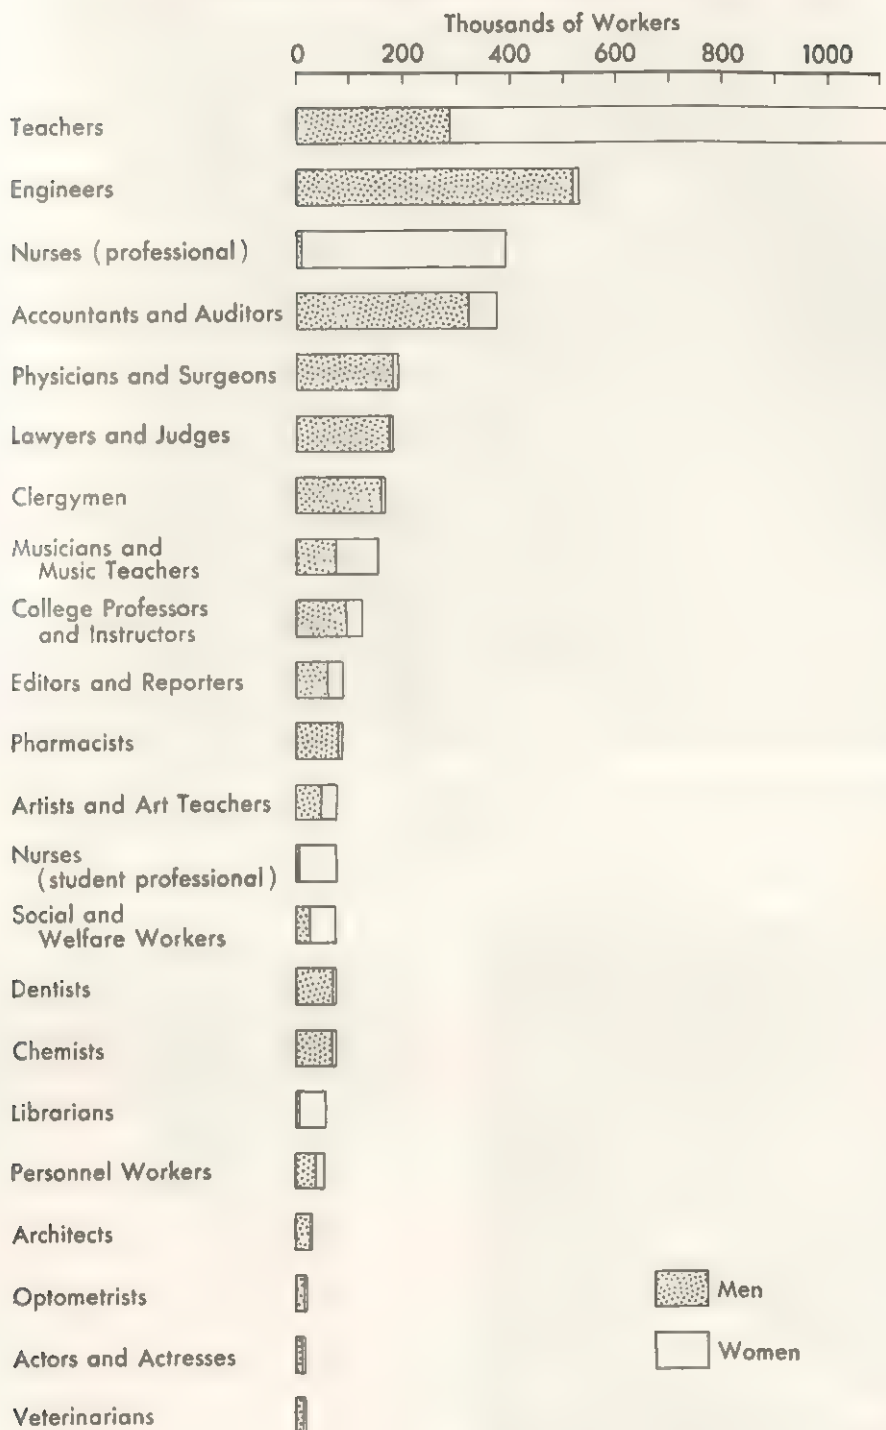 Thousands of Workers
0 200 400 600 800 1000
Teachers
Engineers
Nurses (professional)
Accountants and Auditors
Physicians and Surgeons
Lawyers and Judges
Clergymen
Musicians and
Music Teachers
College Professors
and Instructors
Editors and Reporters
Pharmacists
Artists and Art Teachers
Nurses
(student professional)
Social and
Welfare Workers
Dentists
Chemists
Librarians
Personnel Workers
Architects
Optometrists
Actors and Actresses
Veterinarians
Men
Women